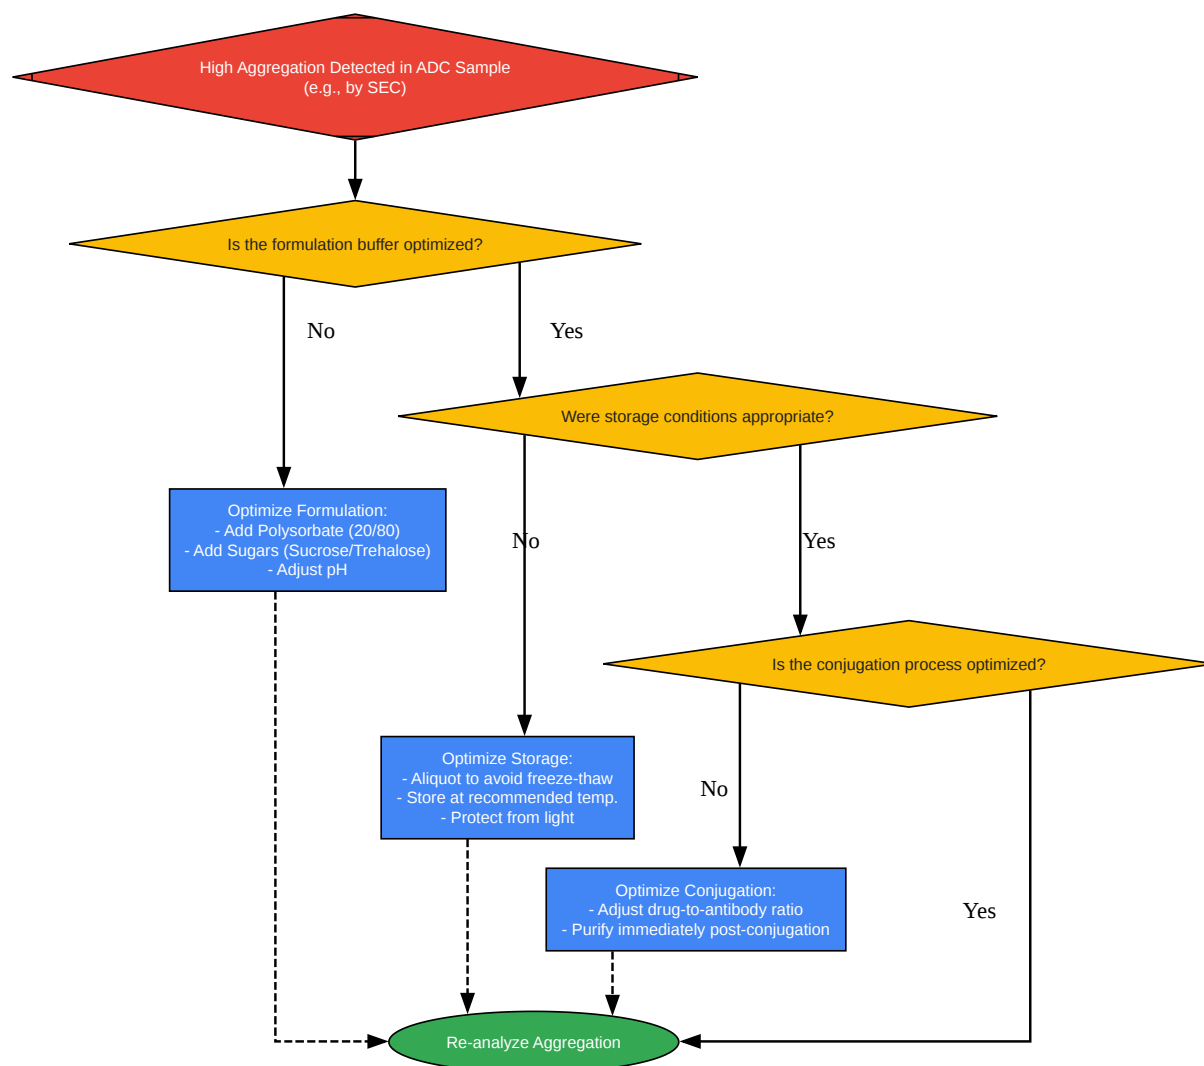 High Aggregation Detected in ADC Sample
(e.g., by SEC)
Is the formulation buffer optimized?
No
Yes
Were storage conditions appropriate?
Optimize Formulation:
- Add Polysorbate (20/80)
- Add Sugars (Sucrose/Trehalose)
- Adjust pH
No
Yes
Is the conjugation process optimized?
Optimize Storage:
- Aliquot to avoid freeze-thaw
- Store at recommended temp.
- Protect from light
No
Optimize Conjugation:
- Adjust drug-to-antibody ratio
- Purify immediately post-conjugation
Yes
Re-analyze Aggregation